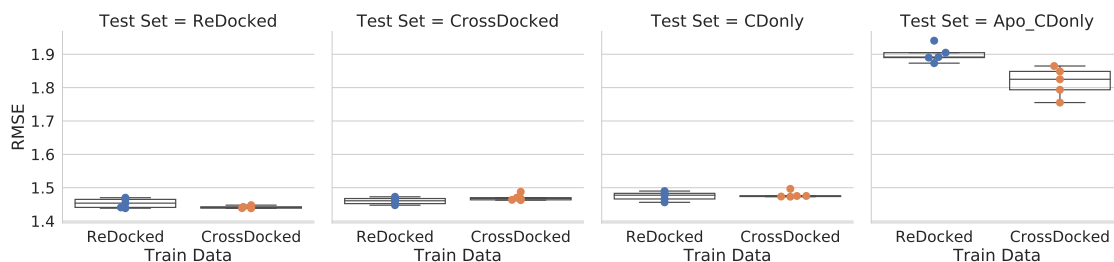 Test Set = ReDocked
Test Set = CrossDocked
Test Set = CDonly
Test Set = Apo_CDonly
RMSE
1.9
1.8
1.7
1.6
1.5
1.4
ReDocked CrossDocked
ReDocked CrossDocked
ReDocked CrossDocked
ReDocked CrossDocked
Train Data
Train Data
Train Data
Train Data